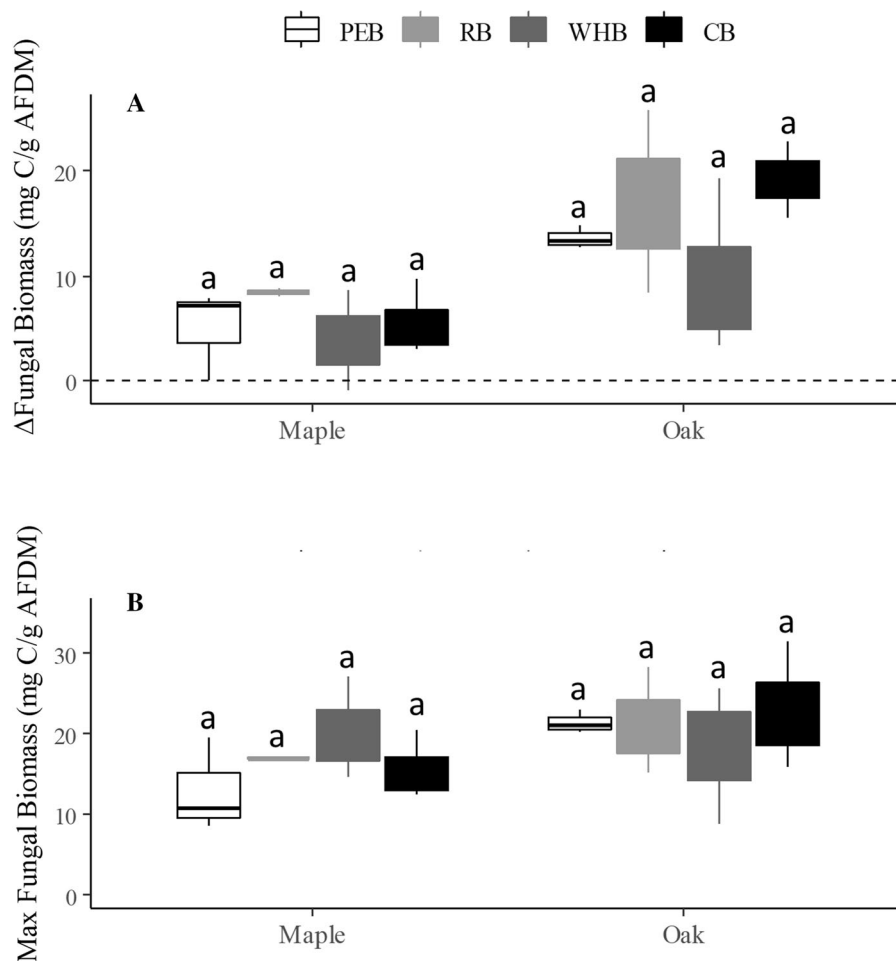 PEB RB WHB CB
ΔFungal Biomass (mg C/g AFDM)
A
a
a
a
a
a
a
a
a
20
10
0
Maple Oak
Max Fungal Biomass (mg C/g AFDM)
B
a
a
a
a
a
a
a
a
30
20
10
0
Maple Oak